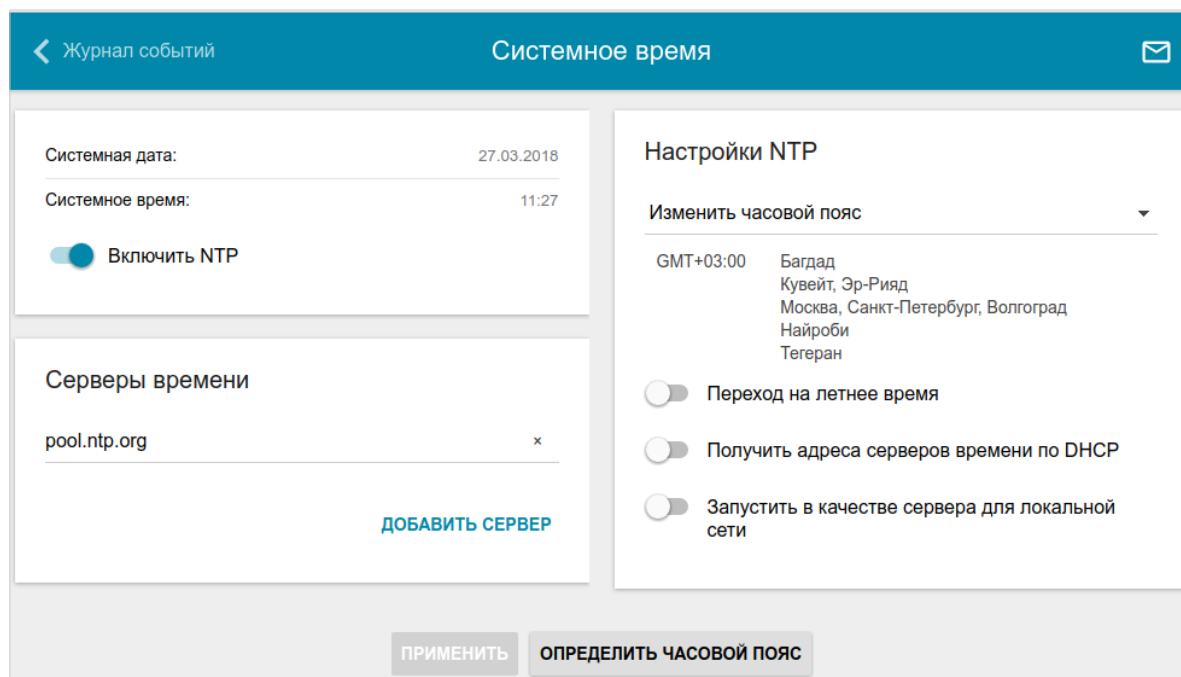 Журнал событий
Системное время
Системная дата: 27.03.2018
Системное время: 11:27
Включить NTP
Серверы времени
pool.ntp.org ×
ДОБАВИТЬ СЕРВЕР
Настройки NTP
Изменить часовой пояс
GMT+03:00 Багдад
Кувейт, Эр-Рияд
Москва, Санкт-Петербург, Волгоград
Найроби
Тегеран
Переход на летнее время
Получить адреса серверов времени по DHCP
Запустить в качестве сервера для локальной
сети
ПРИМЕНИТЬ
ОПРЕДЕЛИТЬ ЧАСОВОЙ ПОЯС